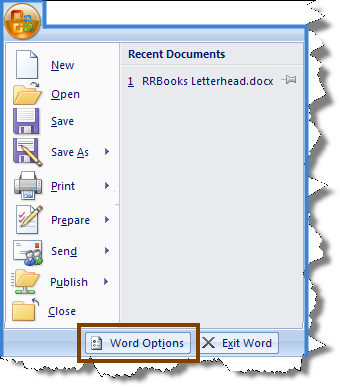 New
Open
Save
Save As
Print
Prepare
Send
Publish
Close
Recent Documents
1 RRBooks Letterhead.docx
Word Options
Exit Word